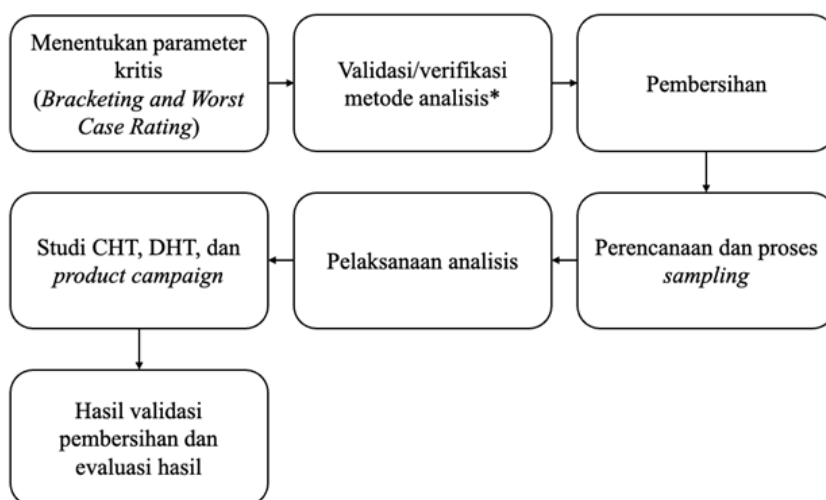 Menentukan parameter
kritis
(Bracketing and Worst
Case Rating)
Validasi/verifikasi
metode analisis*
Pembersihan
Perencanaan dan proses
sampling
Pelaksanaan analisis
Studi CHT, DHT, dan
product campaign
Hasil validasi
pembersihan dan
evaluasi hasil